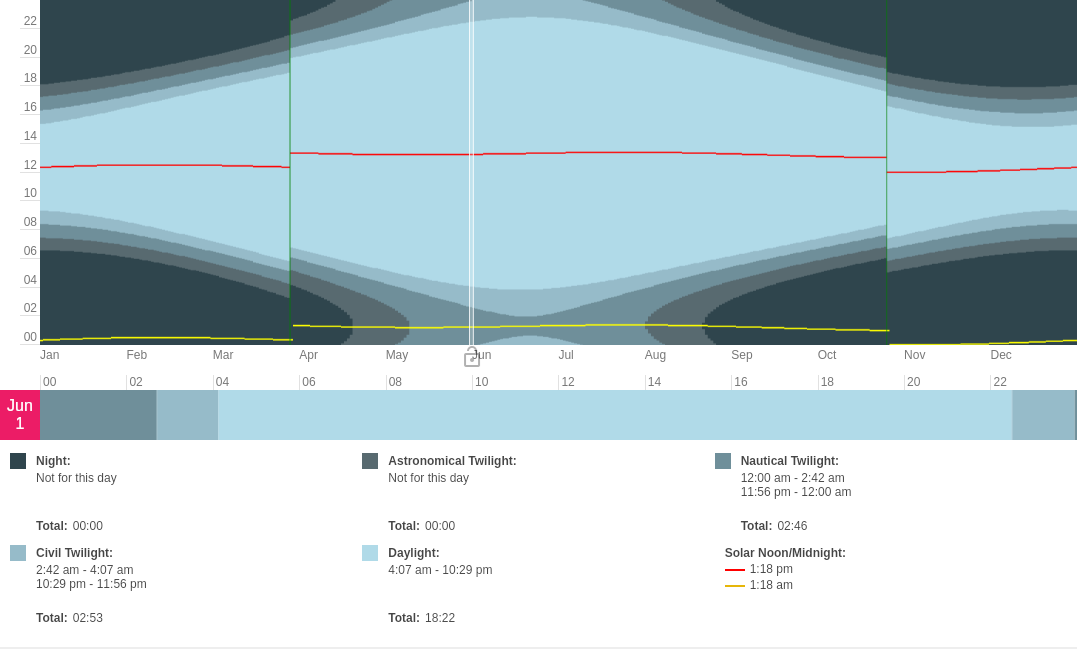 22
20
18
16
14
12
10
08
06
04
02
00
Jan Feb Mar Apr May Jun Jul Aug Sep Oct Nov Dec
00 02 04 06 08 10 12 14 16 18 20 22
Jun
1
Night:
Not for this day
Total: 00:00
Astronomical Twilight:
Not for this day
Total: 00:00
Nautical Twilight:
12:00 am - 2:42 am
11:56 pm - 12:00 am
Total: 02:46
Civil Twilight:
2:42 am - 4:07 am
10:29 pm - 11:56 pm
Total: 02:53
Daylight:
4:07 am - 10:29 pm
Total: 18:22
Solar Noon/Midnight:
1:18 pm
1:18 am